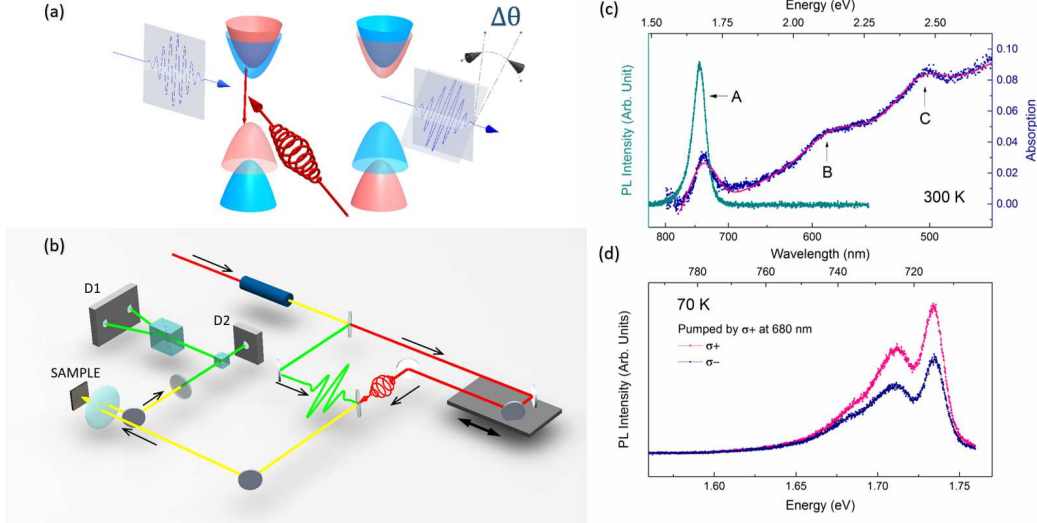 (a)
Δθ
(b)
D1
D2
SAMPLE
(c)
Energy (eV)
1.50 1.75 2.00 2.25 2.50
PL Intensity (Arb. Unit)
A
B
C
300 K
0.10
0.08
0.06
0.04
0.02
0.00
Absorption
800 700 600 500
Wavelength (nm)
(d)
780 760 740 720
70 K
Pumped by σ+ at 680 nm
σ+
σ−
PL Intensity (Arb. Units)
1.60 1.65 1.70 1.75
Energy (eV)